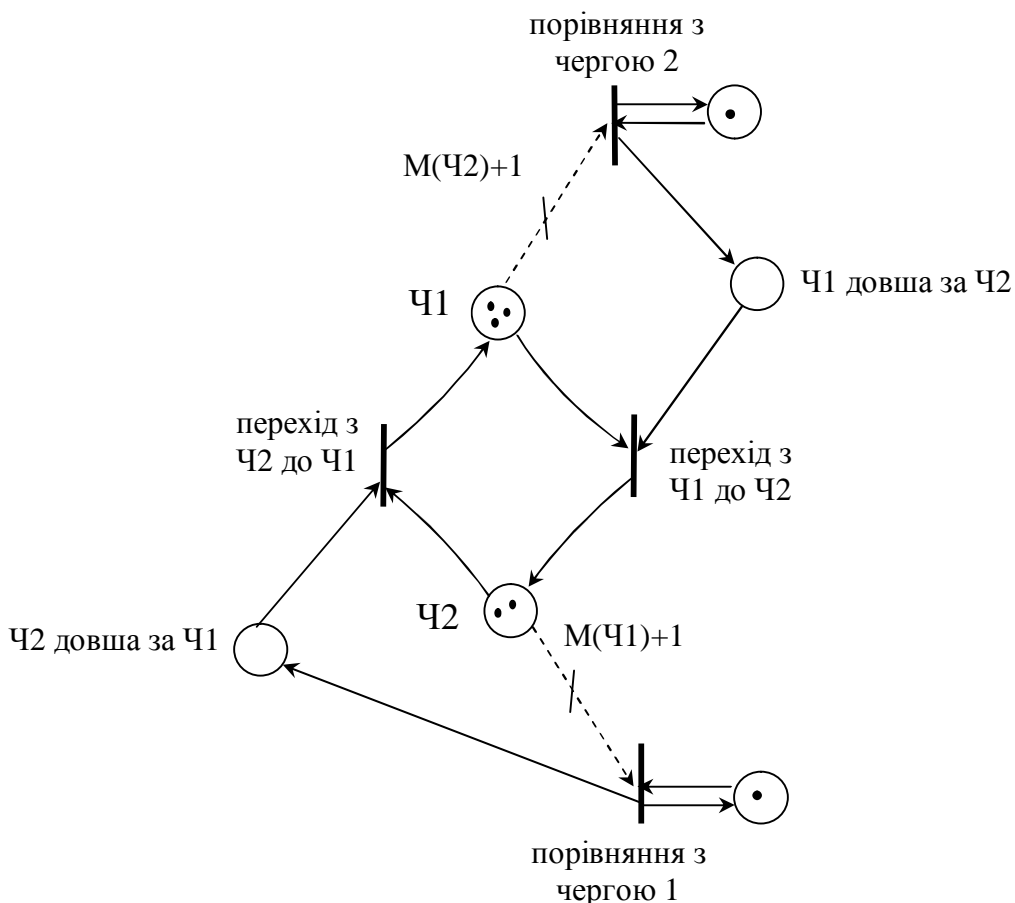 порівняння з
чергою 2
М(Ч2)+1
Ч1 довша за Ч2
Ч1
перехід з
Ч2 до Ч1
перехід з
Ч1 до Ч2
Ч2
М(Ч1)+1
Ч2 довша за Ч1
порівняння з
чергою 1